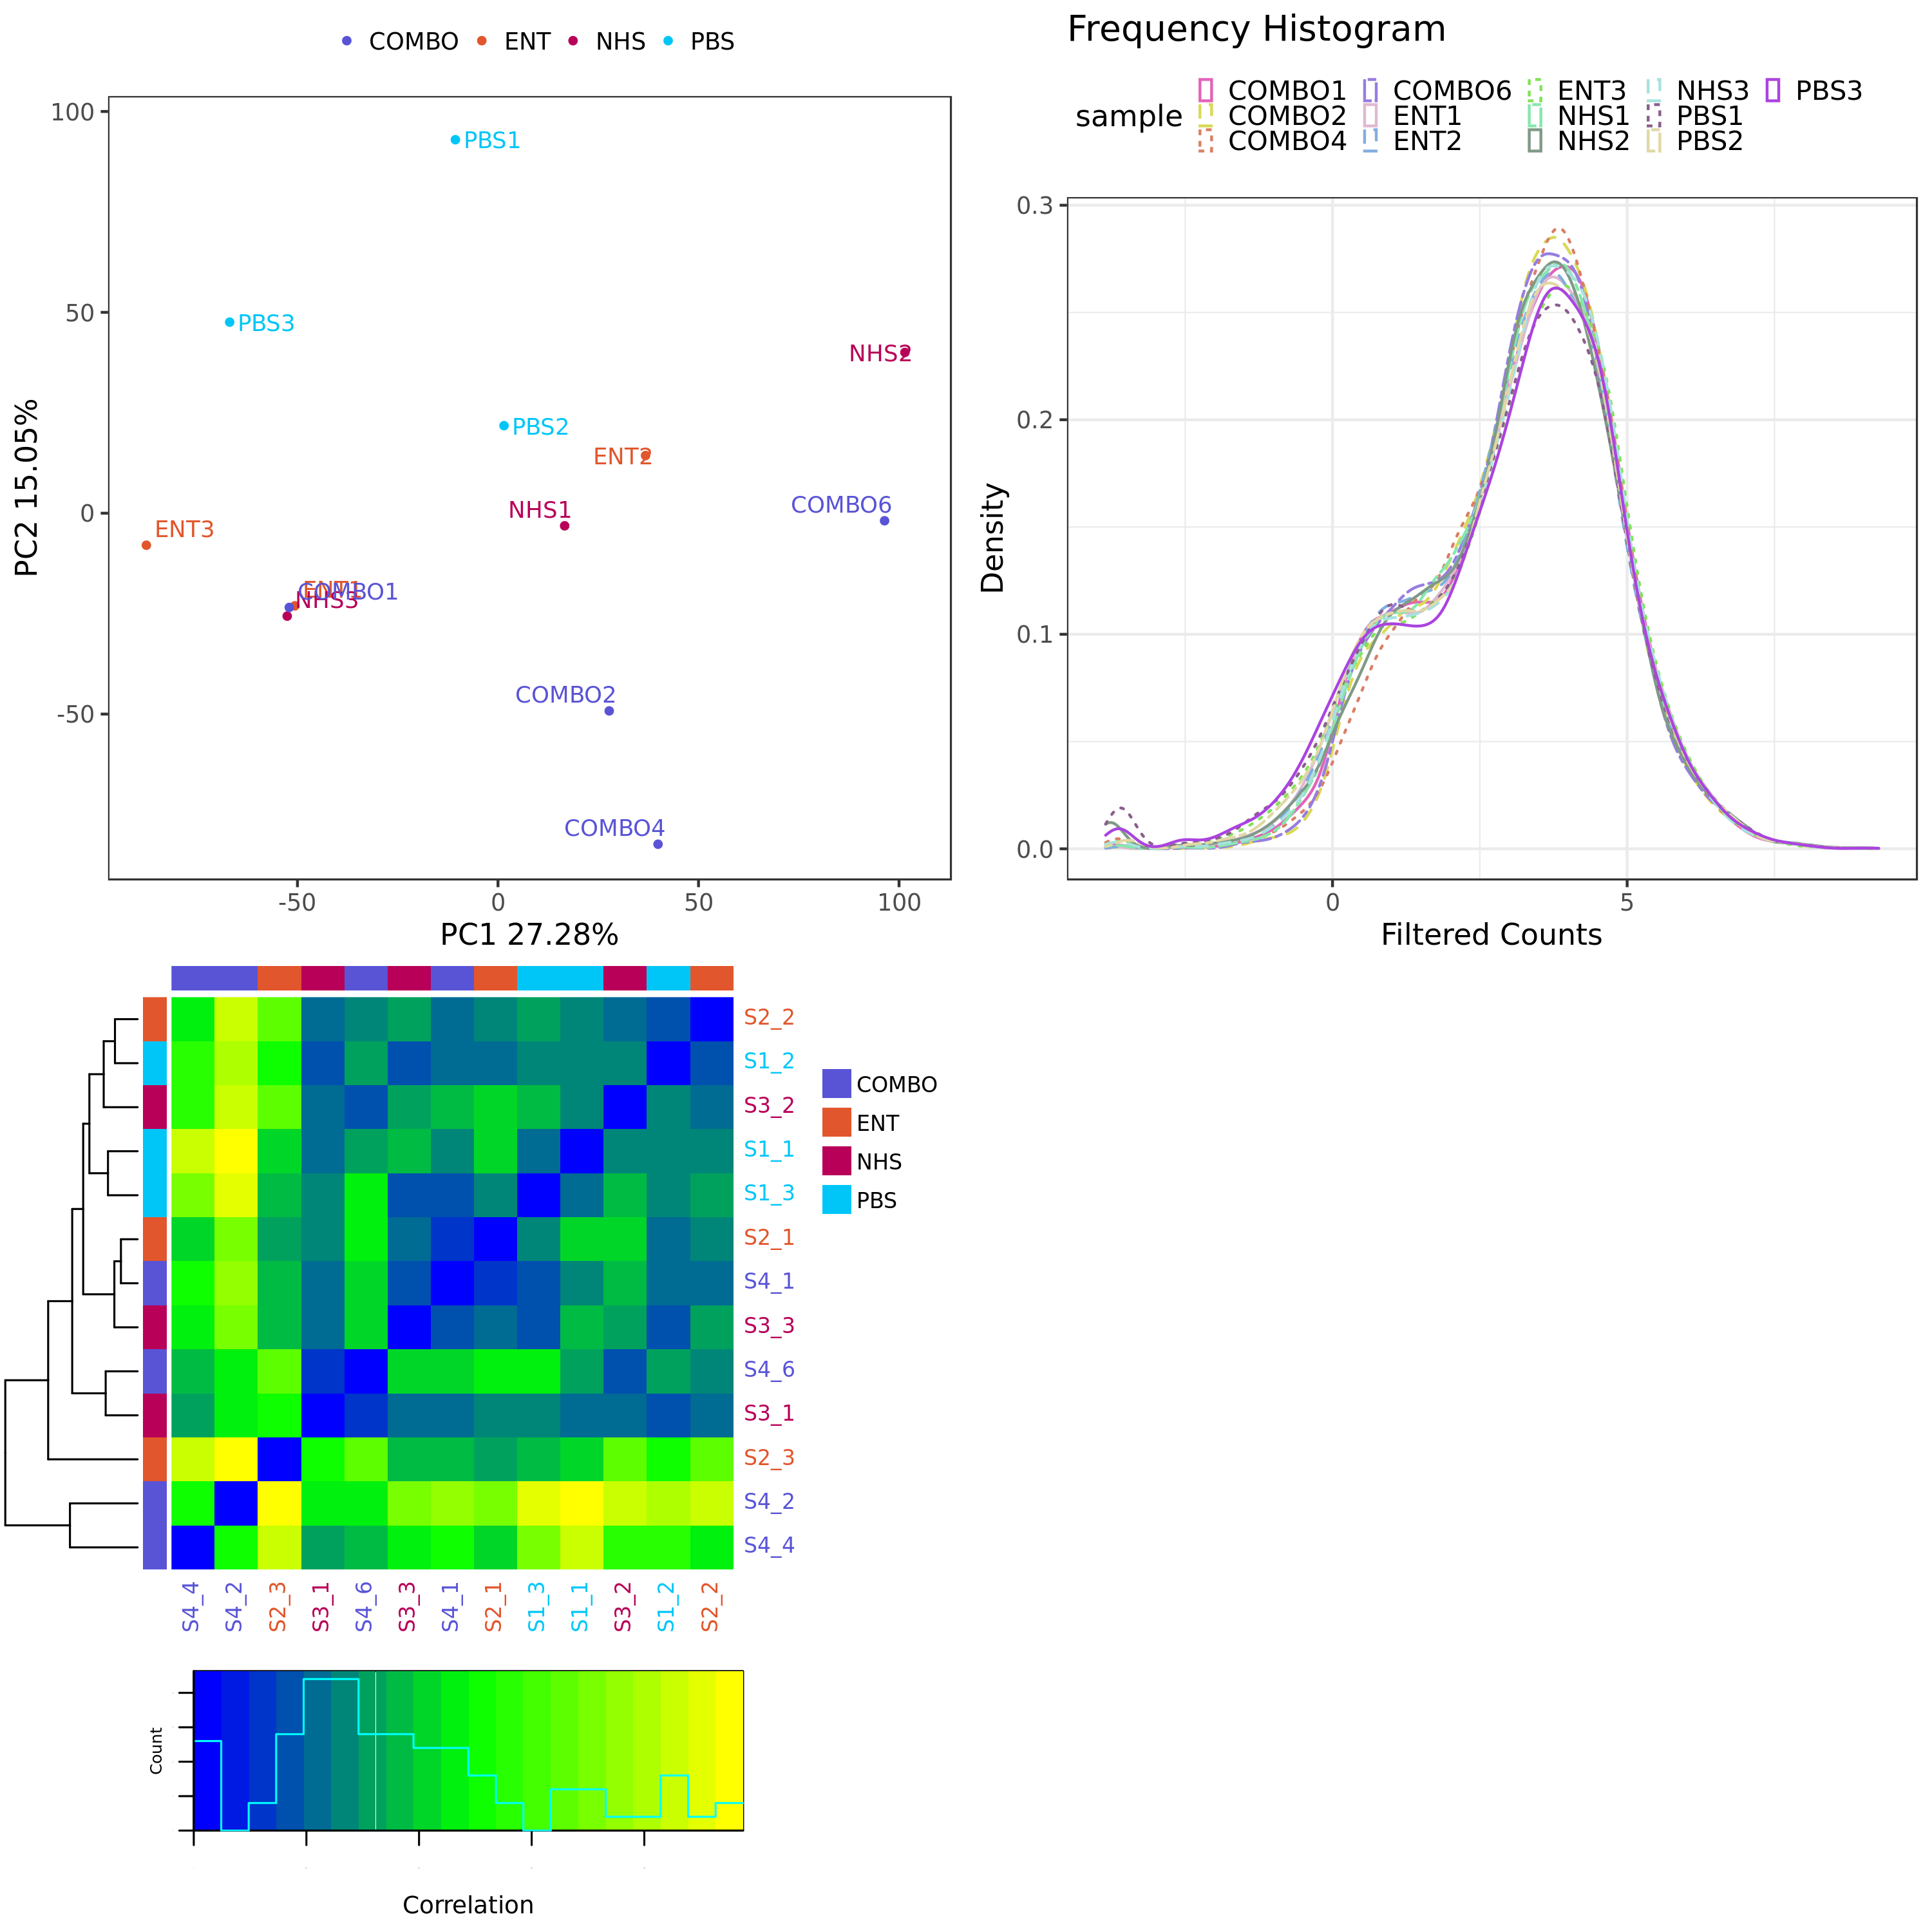 COMBO ENT NHS PBS
100
50
0
-50
PC2 15.05%
PBS1
PBS3
NHS2
PBS2
ENT2
COMBO6
NHS1
ENT3
ENT1
COMBO1
NHS3
COMBO2
COMBO4
-50 0 50 100
PC1 27.28%
Frequency Histogram
sample
COMBO1 COMBO6 ENT3 NHS3 PBS3
COMBO2 ENT1 NHS1 PBS1
COMBO4 ENT2 NHS2 PBS2
0.3
0.2
0.1
0.0
Density
0 5
Filtered Counts
S2_2
S1_2
S3_2
S1_1
S1_3
S2_1
S4_1
S3_3
S4_6
S3_1
S2_3
S4_2
S4_4
COMBO
ENT
NHS
PBS
S4_4 S4_2 S2_3 S3_1 S4_6 S3_3 S4_1 S2_1 S1_3 S1_1 S3_2 S1_2 S2_2
Count
Correlation